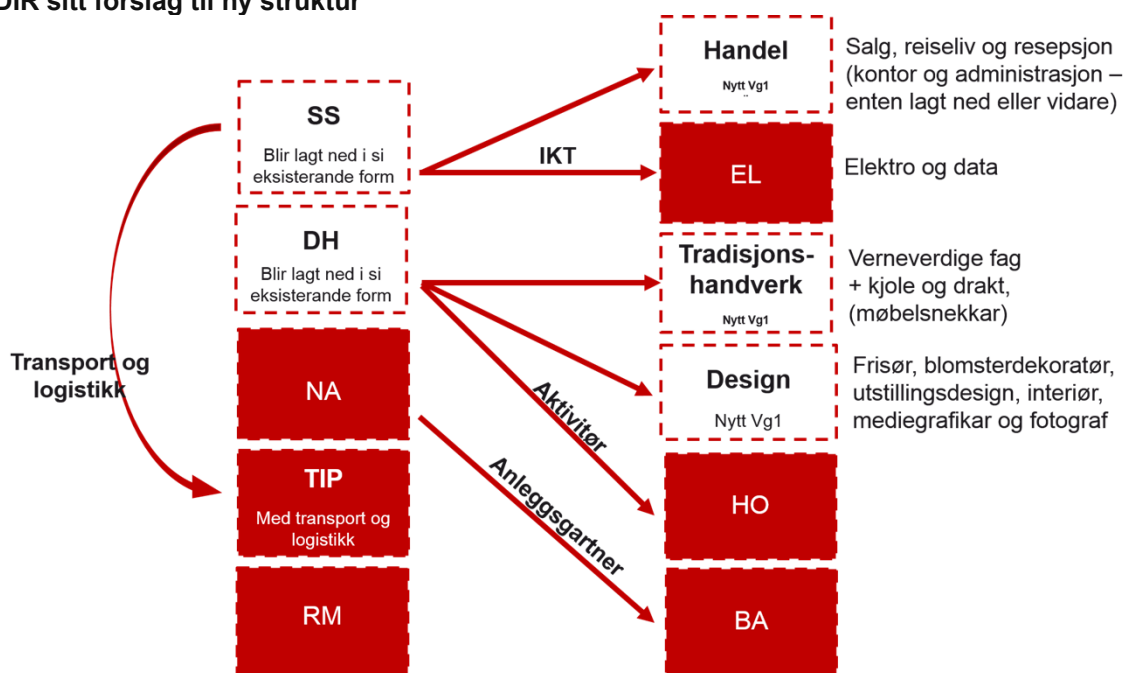 DIR sitt forslag til ny struktur
SS
Blir lagt ned i si
eksisterande form
DH
Blir lagt ned i si
eksisterande form
NA
TIP
Med transport og
logistikk
RM
Transport og
logistikk
IKT
Aktivitør
Anleggsgartner
Handel
Nytt Vg1
EL
Tradisjons-
handverk
Nytt Vg1
Design
Nytt Vg1
HO
BA
Salg, reiseliv og resepsjon
(kontor og administrasjon –
enten lagt ned eller vidare)
Elektro og data
Verneverdige fag
+ kjole og drakt,
(møbelsnekkar)
Frisør, blomsterdekoratør,
utstillingsdesign, interiør,
mediegrafikar og fotograf